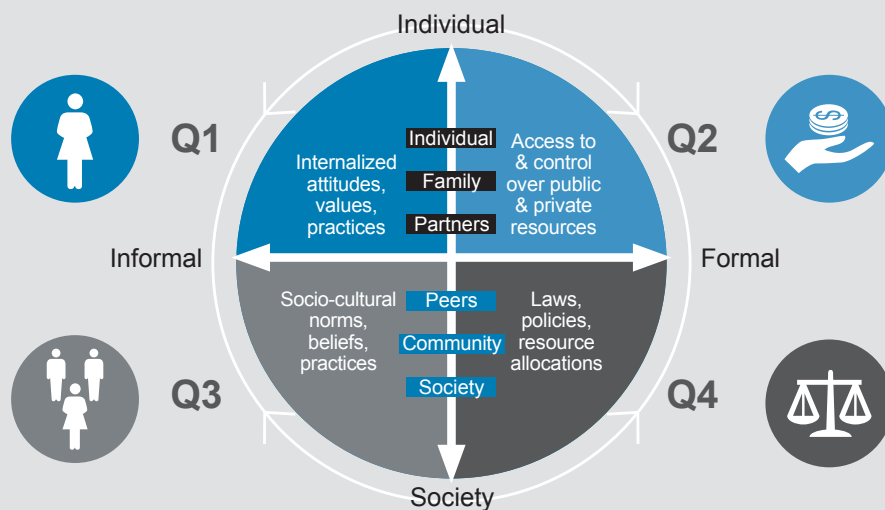 Individual
Q1
Q2
Individual
Family
Partners
Internalized
attitudes,
values,
practices
Access to
& control
over public
& private
resources
$
Informal
Formal
Socio-cultural
norms,
beliefs,
practices
Peers
Community
Society
Laws,
policies,
resource
allocations
Q3
Q4
Society